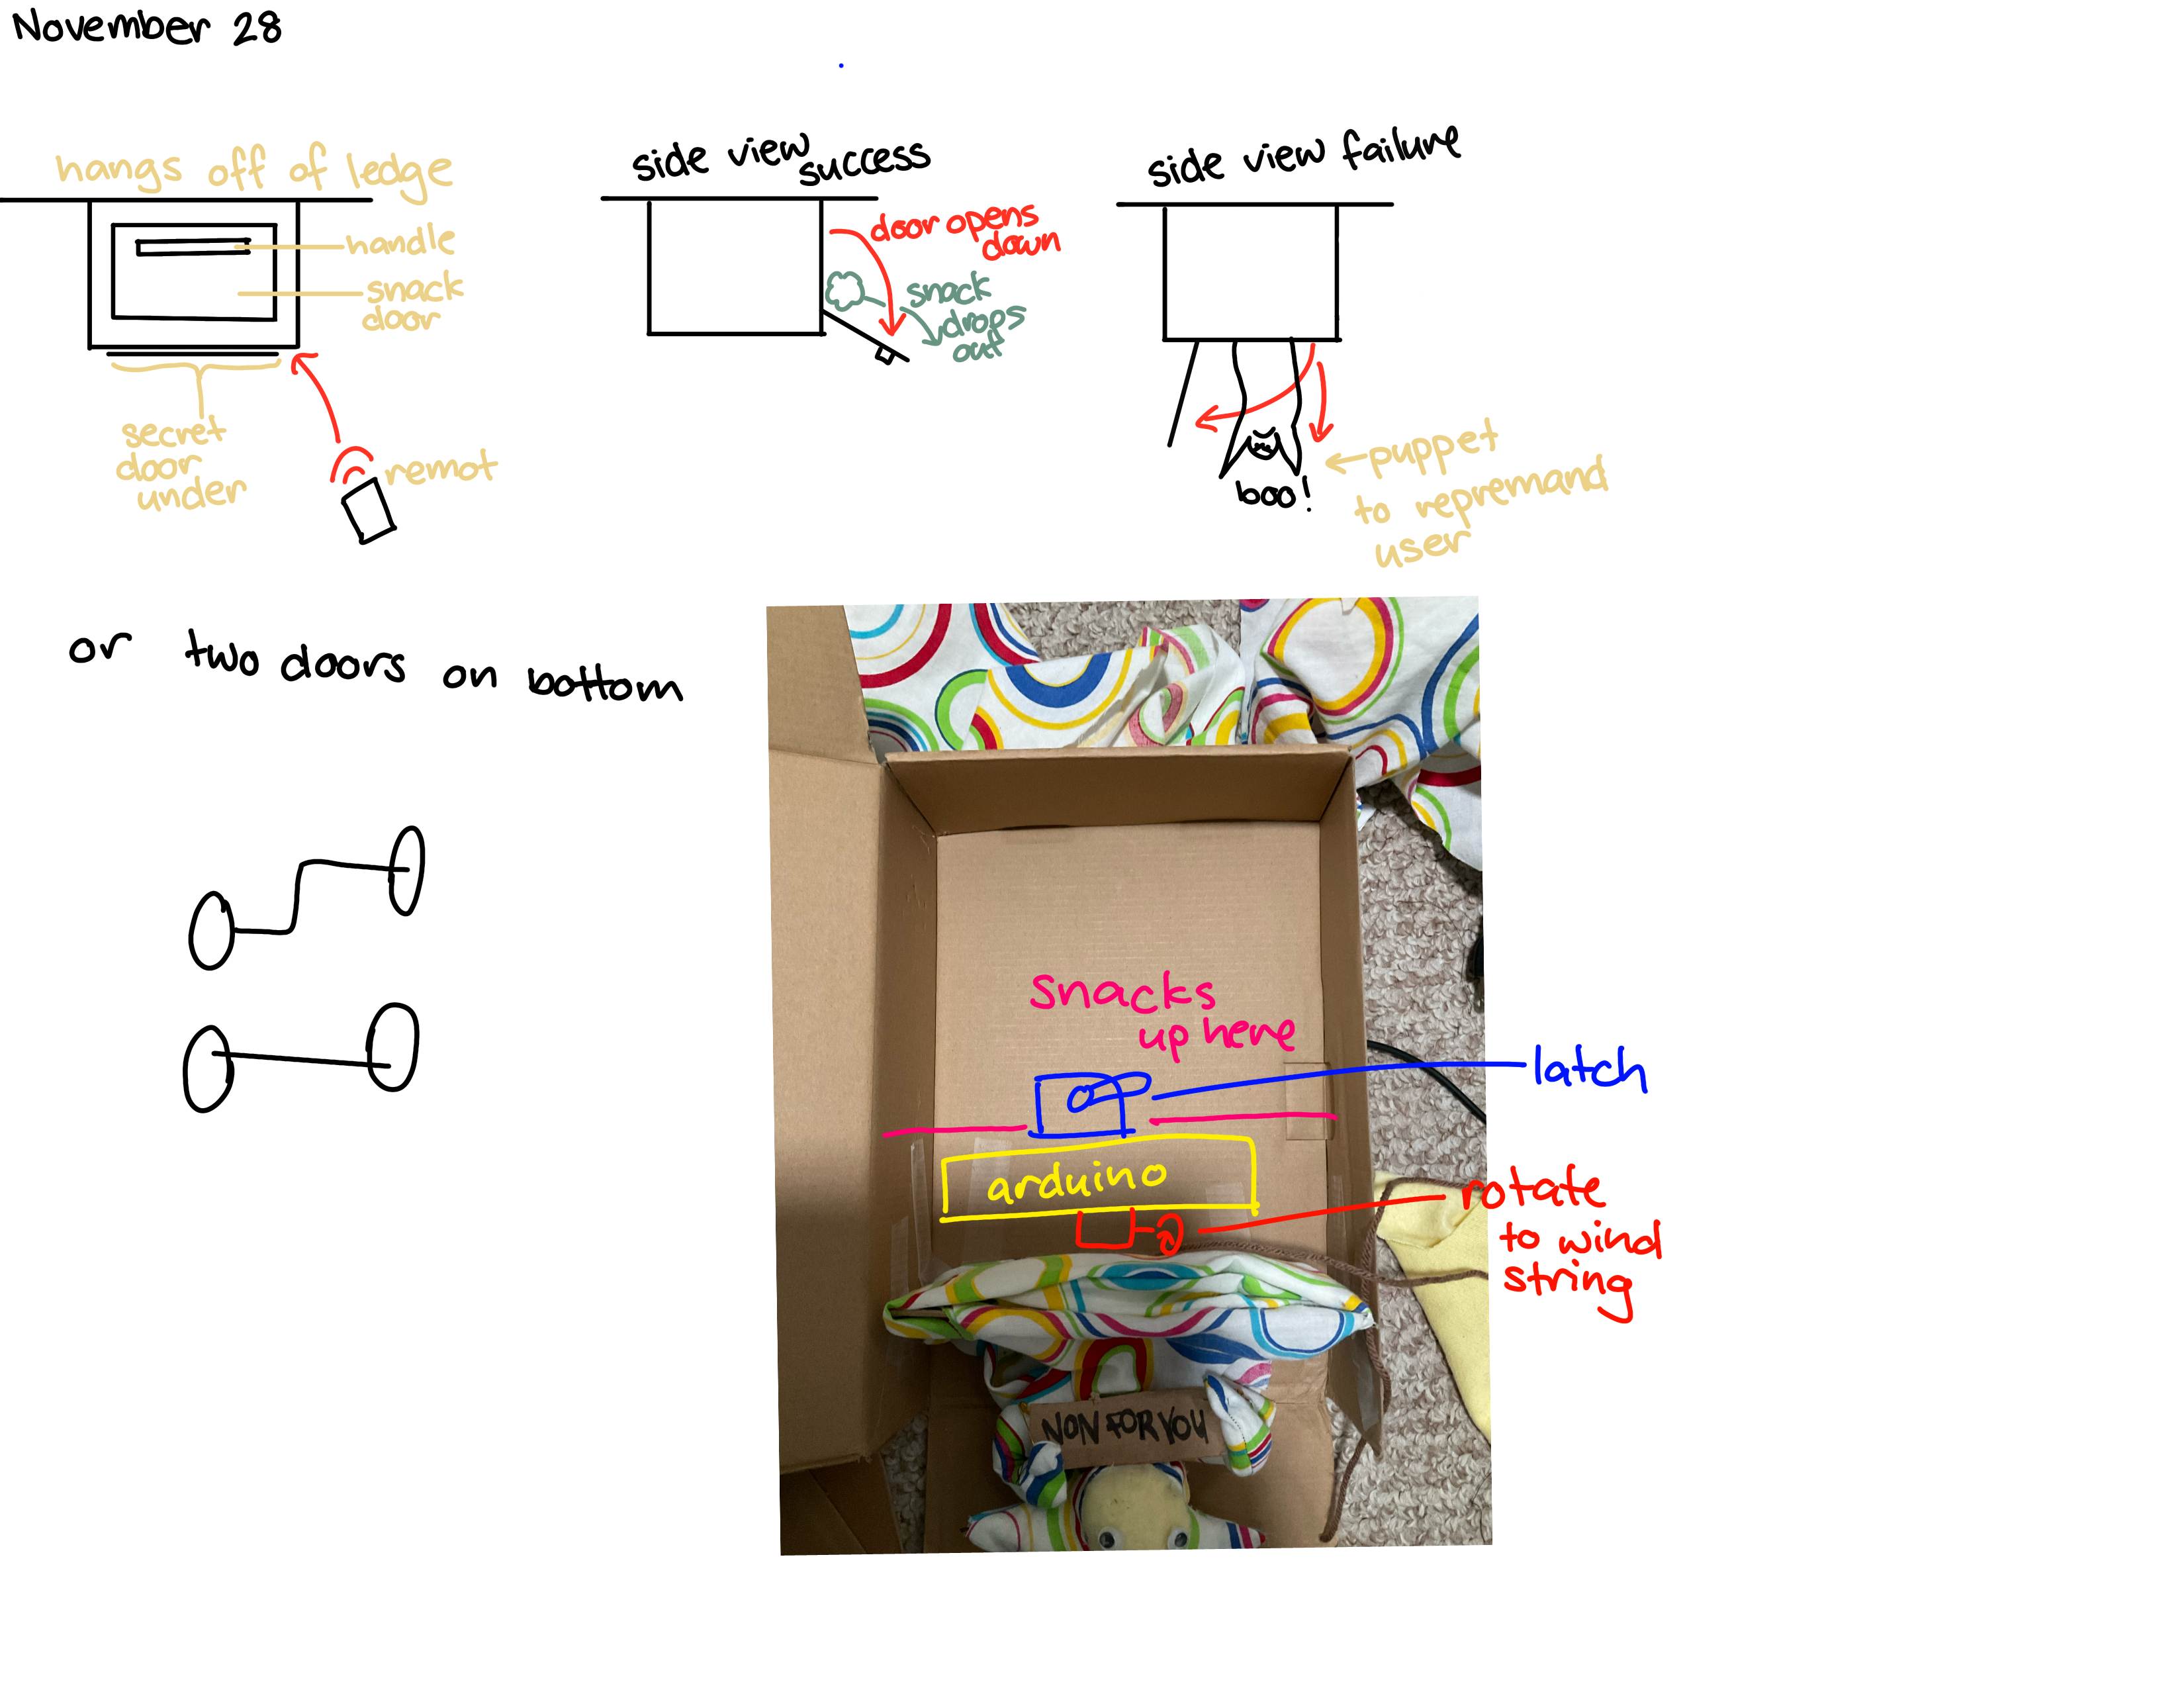 November 28
hangs off of ledge
handle
snack
door
secret
door
under
remot
side view
success
door opens
down
snack
drops
out
side view failure
boo!
puppet
to repremand
user
or two doors on bottom
snacks
up here
latch
arduino
rotate
to wind
string
NON FOR YOU